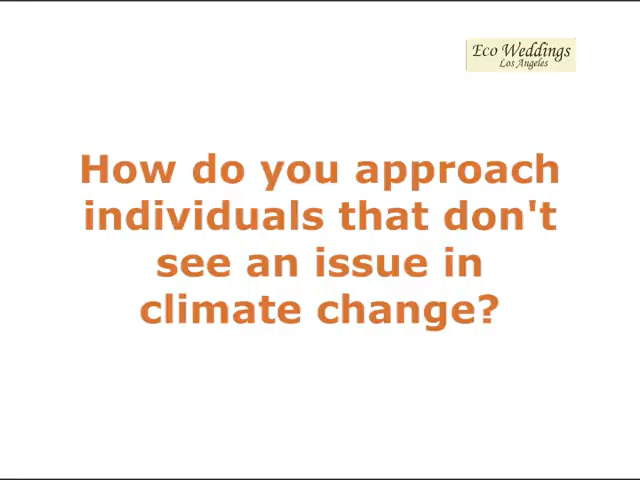 Eco Weddings
Los Angeles
How do you approach
individuals that don't
see an issue in
climate change?